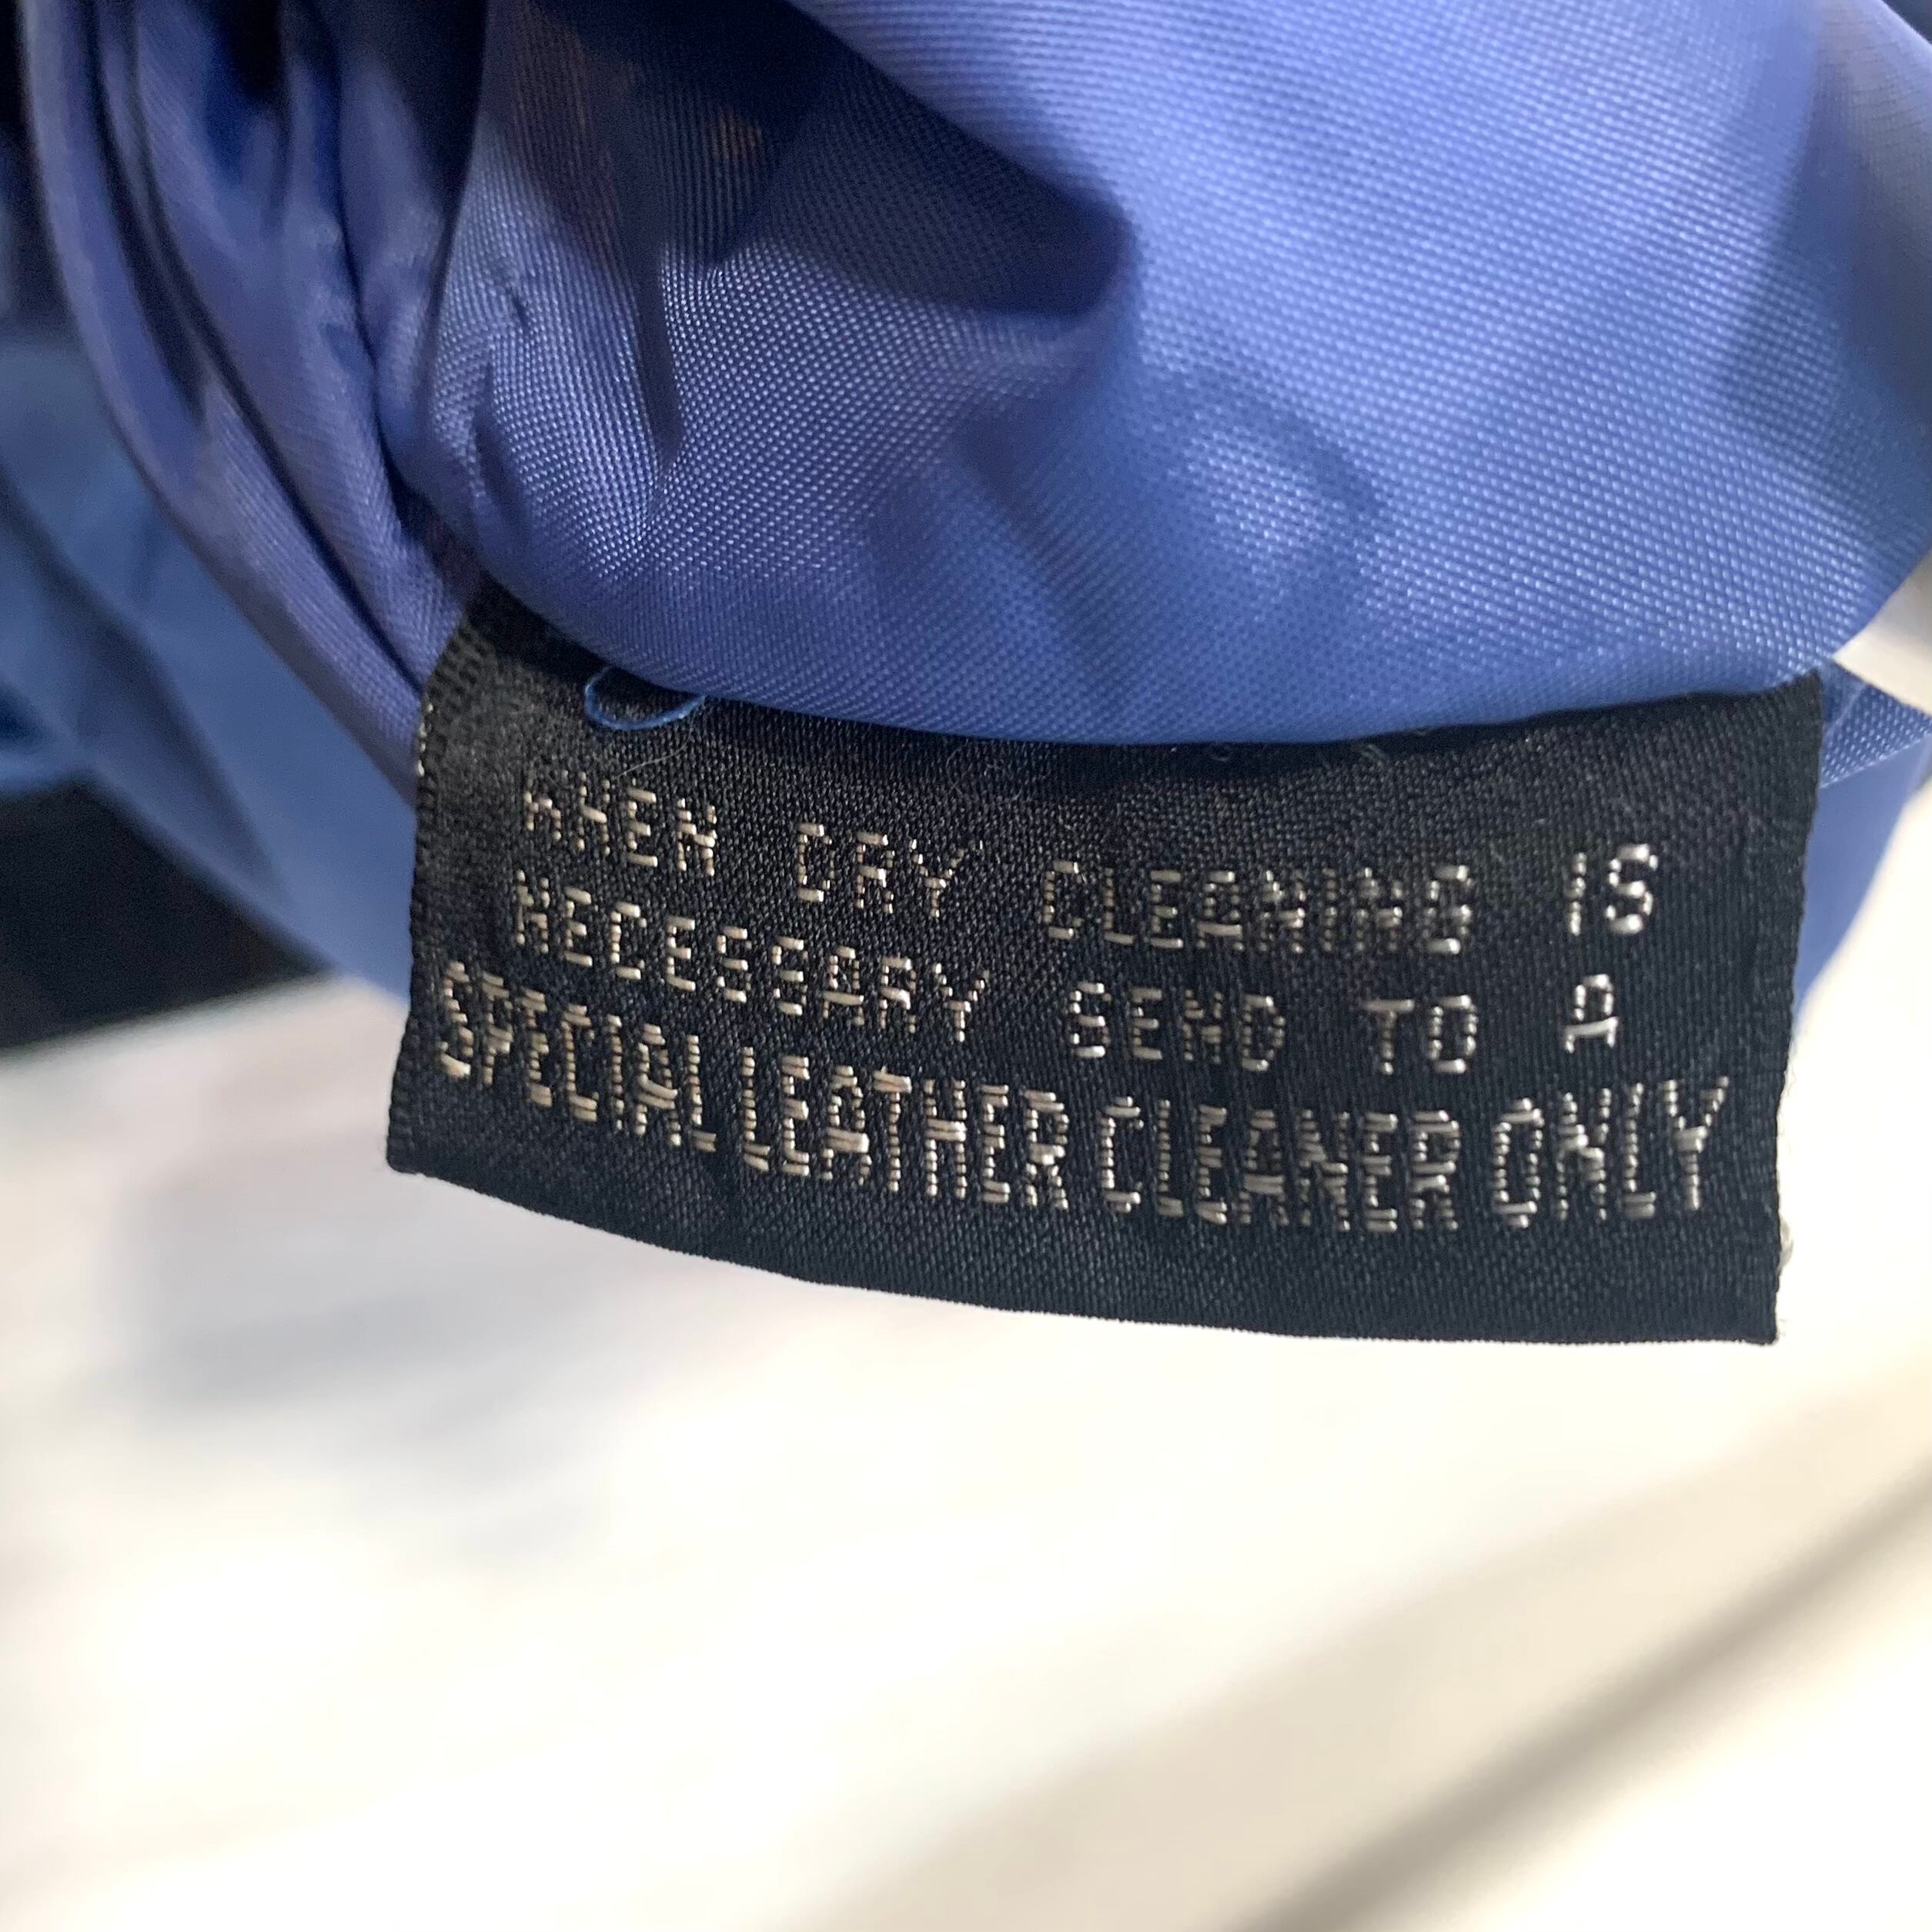 WHEN DRY CLEANING IS
NECESSARY SEND TO A
SPECIAL LEATHER CLEANER ONLY